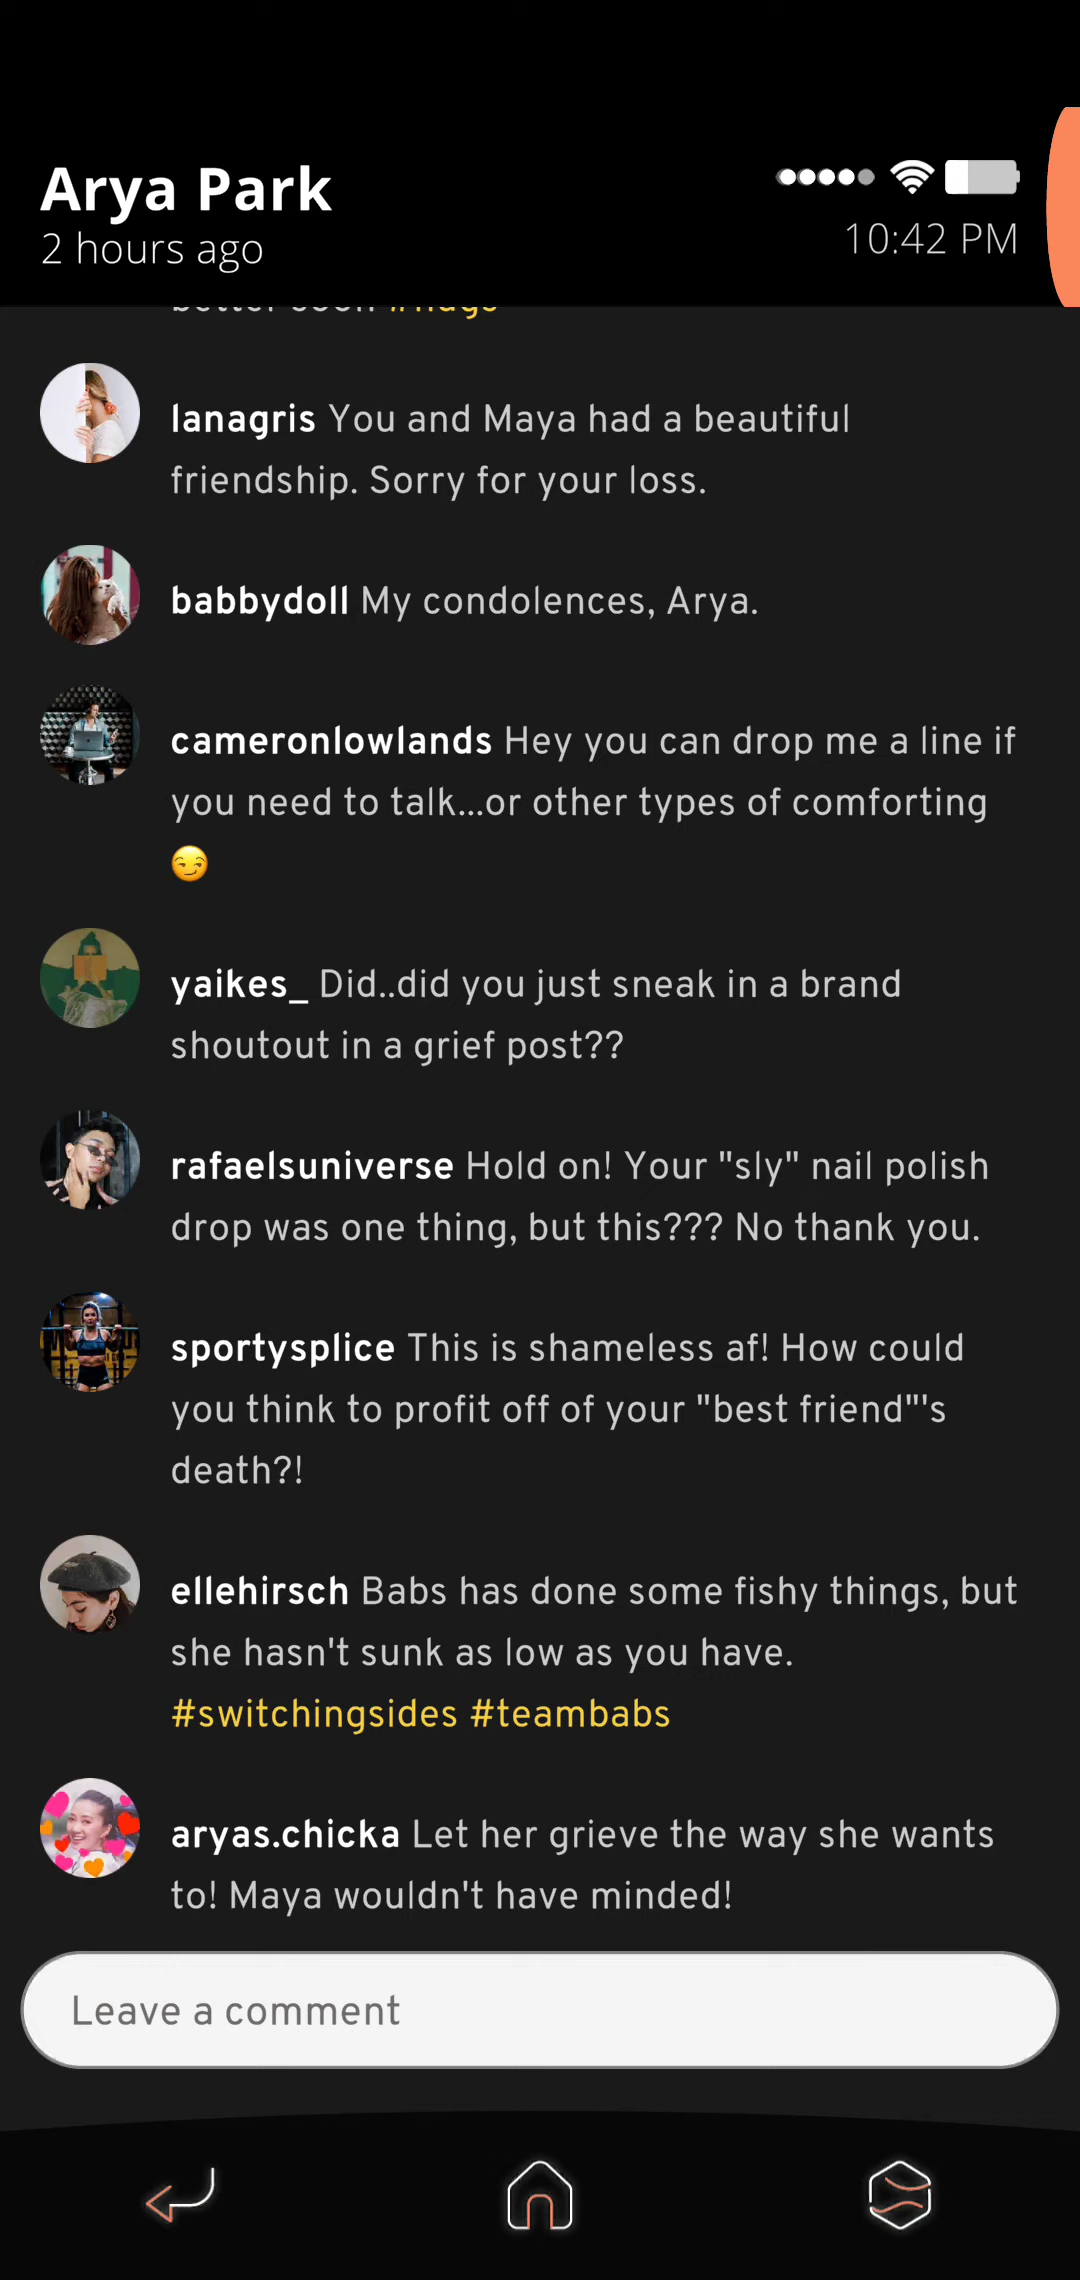 Arya Park
2 hours ago
10:42 PM
better soon #hugs
lanagris You and Maya had a beautiful
friendship. Sorry for your loss.
babbydoll My condolences, Arya.
cameronlowlands Hey you can drop me a line if
you need to talk...or other types of comforting
😏
yaikes_ Did..did you just sneak in a brand
shoutout in a grief post??
rafaelsuniverse Hold on! Your "sly" nail polish
drop was one thing, but this??? No thank you.
sportysplice This is shameless af! How could
you think to profit off of your "best friend"'s
death?!
ellehirsch Babs has done some fishy things, but
she hasn't sunk as low as you have.
#switchingsides #teambabs
aryas.chicka Let her grieve the way she wants
to! Maya wouldn't have minded!
Leave a comment